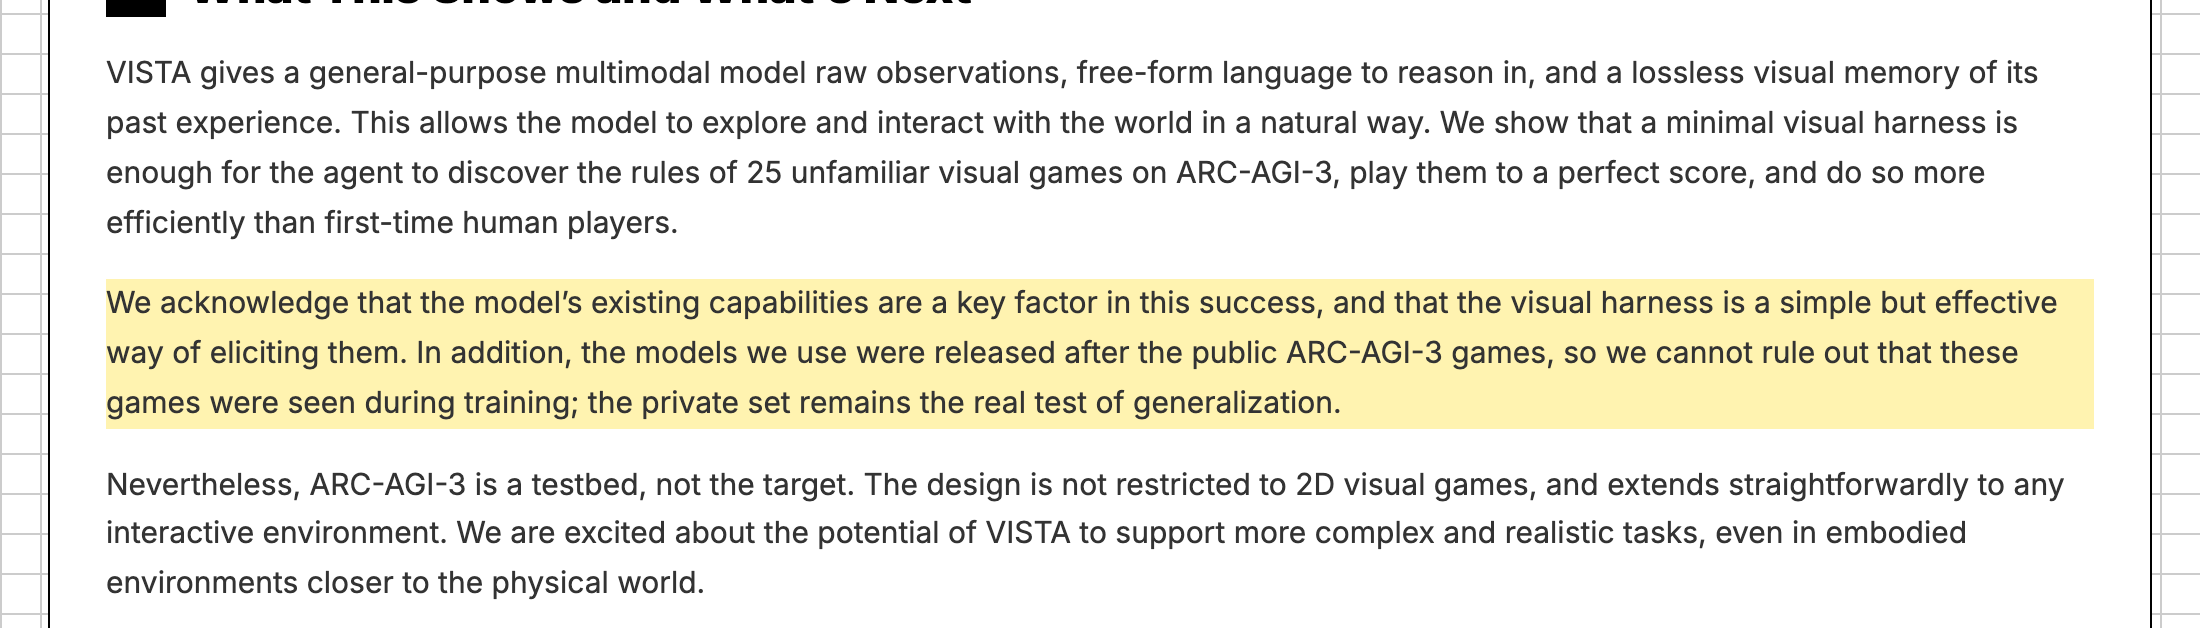 What This Shows and What's Next
VISTA gives a general-purpose multimodal model raw observations, free-form language to reason in, and a lossless visual memory of its
past experience. This allows the model to explore and interact with the world in a natural way. We show that a minimal visual harness is
enough for the agent to discover the rules of 25 unfamiliar visual games on ARC-AGI-3, play them to a perfect score, and do so more
efficiently than first-time human players.
We acknowledge that the model’s existing capabilities are a key factor in this success, and that the visual harness is a simple but effective
way of eliciting them. In addition, the models we use were released after the public ARC-AGI-3 games, so we cannot rule out that these
games were seen during training; the private set remains the real test of generalization.
Nevertheless, ARC-AGI-3 is a testbed, not the target. The design is not restricted to 2D visual games, and extends straightforwardly to any
interactive environment. We are excited about the potential of VISTA to support more complex and realistic tasks, even in embodied
environments closer to the physical world.